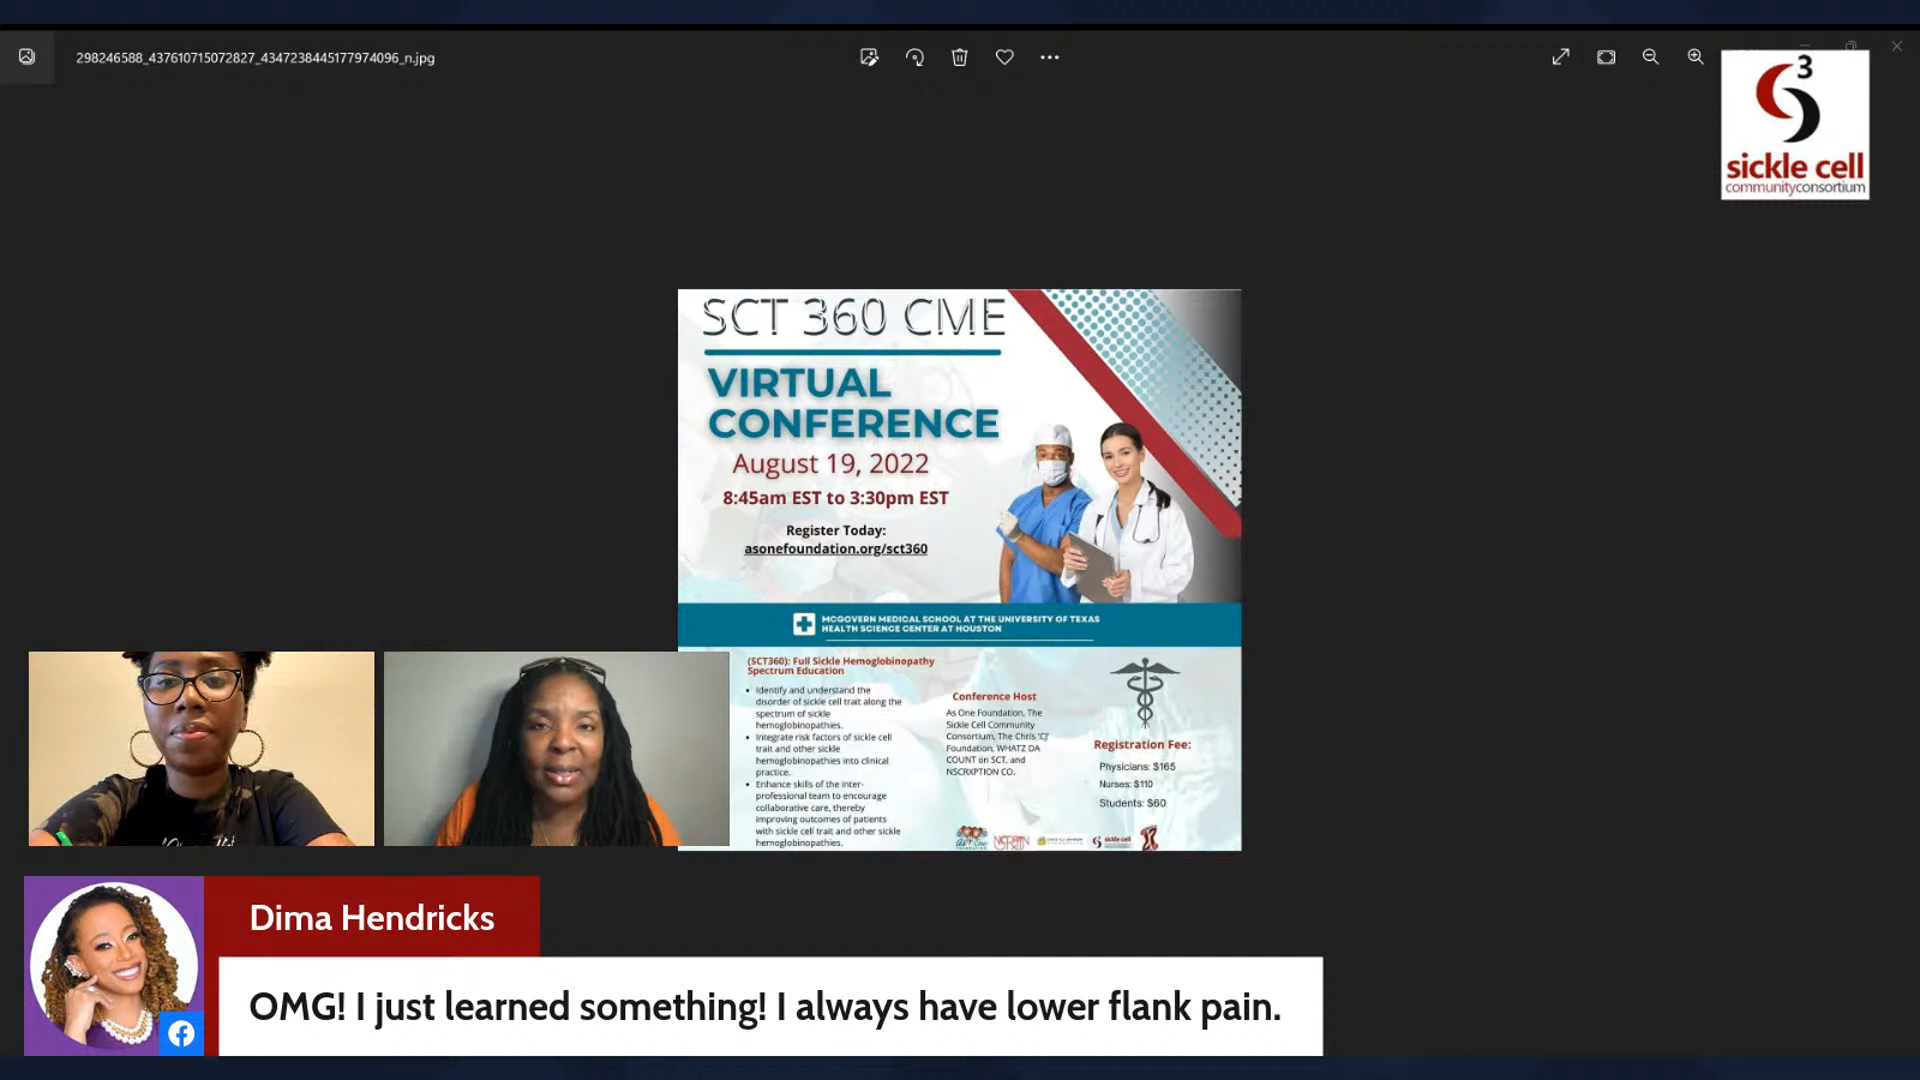 298246588_437610715072827_4347238445177974096_n.jpg
3
sickle cell
communityconsortium
SCT 360 CME
VIRTUAL
CONFERENCE
August 19, 2022
8:45am EST to 3:30pm EST
Register Today:
asonefoundation.org/sct360
MCGOVERN MEDICAL SCHOOL AT THE UNIVERSITY OF TEXAS
HEALTH SCIENCE CENTER AT HOUSTON
(SCT360): Full Sickle Hemoglobinopathy
Spectrum Education
• Identify and understand the
disorder of sickle cell trait along the
spectrum of sickle
hemoglobinopathies.
• Integrate risk factors of sickle cell
trait and other sickle
hemoglobinopathies into clinical
practice.
• Enhance skills of the inter-
professional team to encourage
collaborative care, thereby
improving outcomes of patients
with sickle cell trait and other sickle
hemoglobinopathies.
Conference Host
As One Foundation, The
Sickle Cell Community
Consortium, The Chris 'CJ'
Foundation, WHATZ DA
COUNT on SCT, and
NSCRXPTION CO.
Registration Fee:
Physicians: $165
Nurses: $110
Students: $60
sickle cell
Dima Hendricks
OMG! I just learned something! I always have lower flank pain.